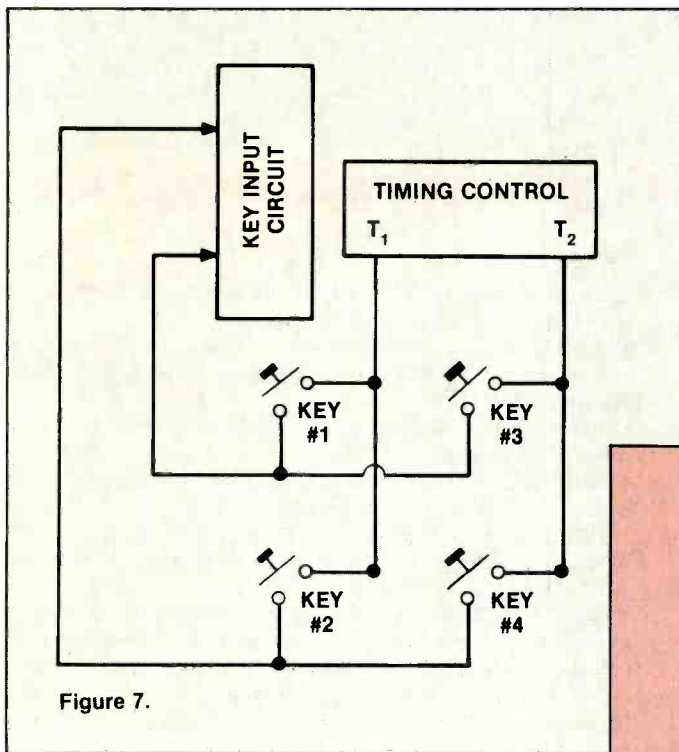 KEY INPUT
CIRCUIT
TIMING CONTROL
T₁ T₂
KEY
#1
KEY
#3
KEY
#2
KEY
#4
Figure 7.